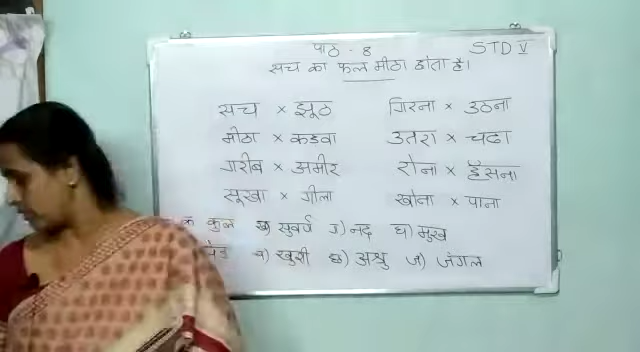 पाठ - 8 STD V
सच का फल मीठा होता है।
सच × झूठ गिरना × उठना
मीठा × कडवा उतरा × चढा
गरीब × अमीर रोना × हँसना
सूखा × गीला खोना × पाना
क कुल ख) सुवर्ण ग) नद घ) मुख
च) खुसी छ) अश्रु ज) जंगल